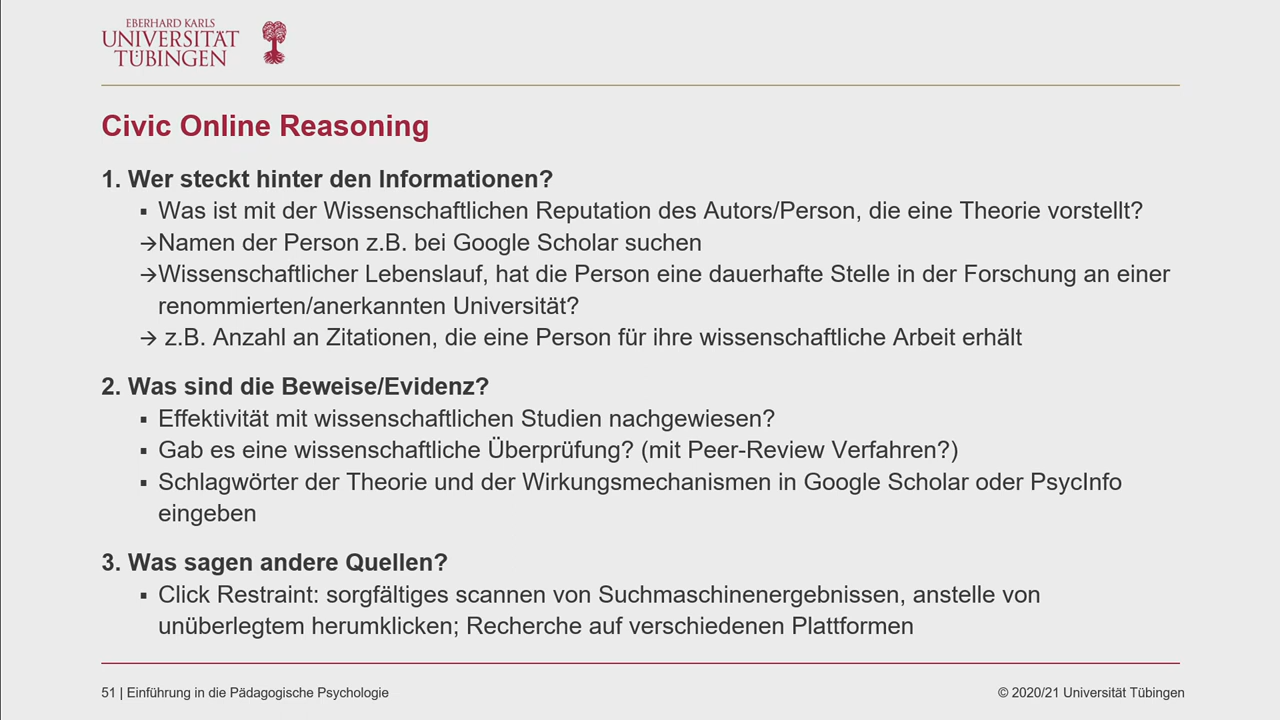 EBERHARD KARLS
UNIVERSITÄT
TÜBINGEN
Civic Online Reasoning
1. Wer steckt hinter den Informationen?
▪ Was ist mit der Wissenschaftlichen Reputation des Autors/Person, die eine Theorie vorstellt?
→Namen der Person z.B. bei Google Scholar suchen
→Wissenschaftlicher Lebenslauf, hat die Person eine dauerhafte Stelle in der Forschung an einer
renommierten/anerkannten Universität?
→ z.B. Anzahl an Zitationen, die eine Person für ihre wissenschaftliche Arbeit erhält
2. Was sind die Beweise/Evidenz?
▪ Effektivität mit wissenschaftlichen Studien nachgewiesen?
▪ Gab es eine wissenschaftliche Überprüfung? (mit Peer-Review Verfahren?)
▪ Schlagwörter der Theorie und der Wirkungsmechanismen in Google Scholar oder PsycInfo
eingeben
3. Was sagen andere Quellen?
▪ Click Restraint: sorgfältiges scannen von Suchmaschinenergebnissen, anstelle von
unüberlegtem herumklicken; Recherche auf verschiedenen Plattformen
51 | Einführung in die Pädagogische Psychologie
© 2020/21 Universität Tübingen